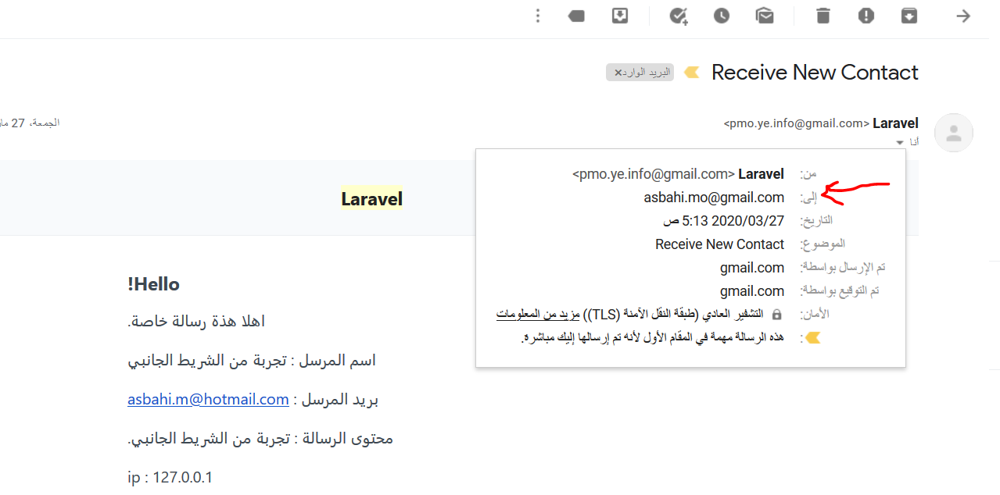 Receive New Contact
البريد الوارد×
<pmo.ye.info@gmail.com> Laravel
الجمعة، 27
أنا
من: Laravel <pmo.ye.info@gmail.com>
إلى: asbahi.mo@gmail.com
التاريخ: 2020/03/27 5:13 ص
الموضوع: Receive New Contact
تم الإرسال بواسطة: gmail.com
تم التوقيع بواسطة: gmail.com
الأمان: التشفير العادي (طبقة النقل الآمنة (TLS)) مزيد من المعلومات
: هذه الرسالة مهمة في المقام الأول لأنه تم إرسالها إليك مباشرة.
Laravel
!Hello
اهلا هذة رسالة خاصة.
اسم المرسل : تجربة من الشريط الجانبي
بريد المرسل : asbahi.m@hotmail.com
محتوى الرسالة : تجربة من الشريط الجانبي.
ip : 127.0.0.1